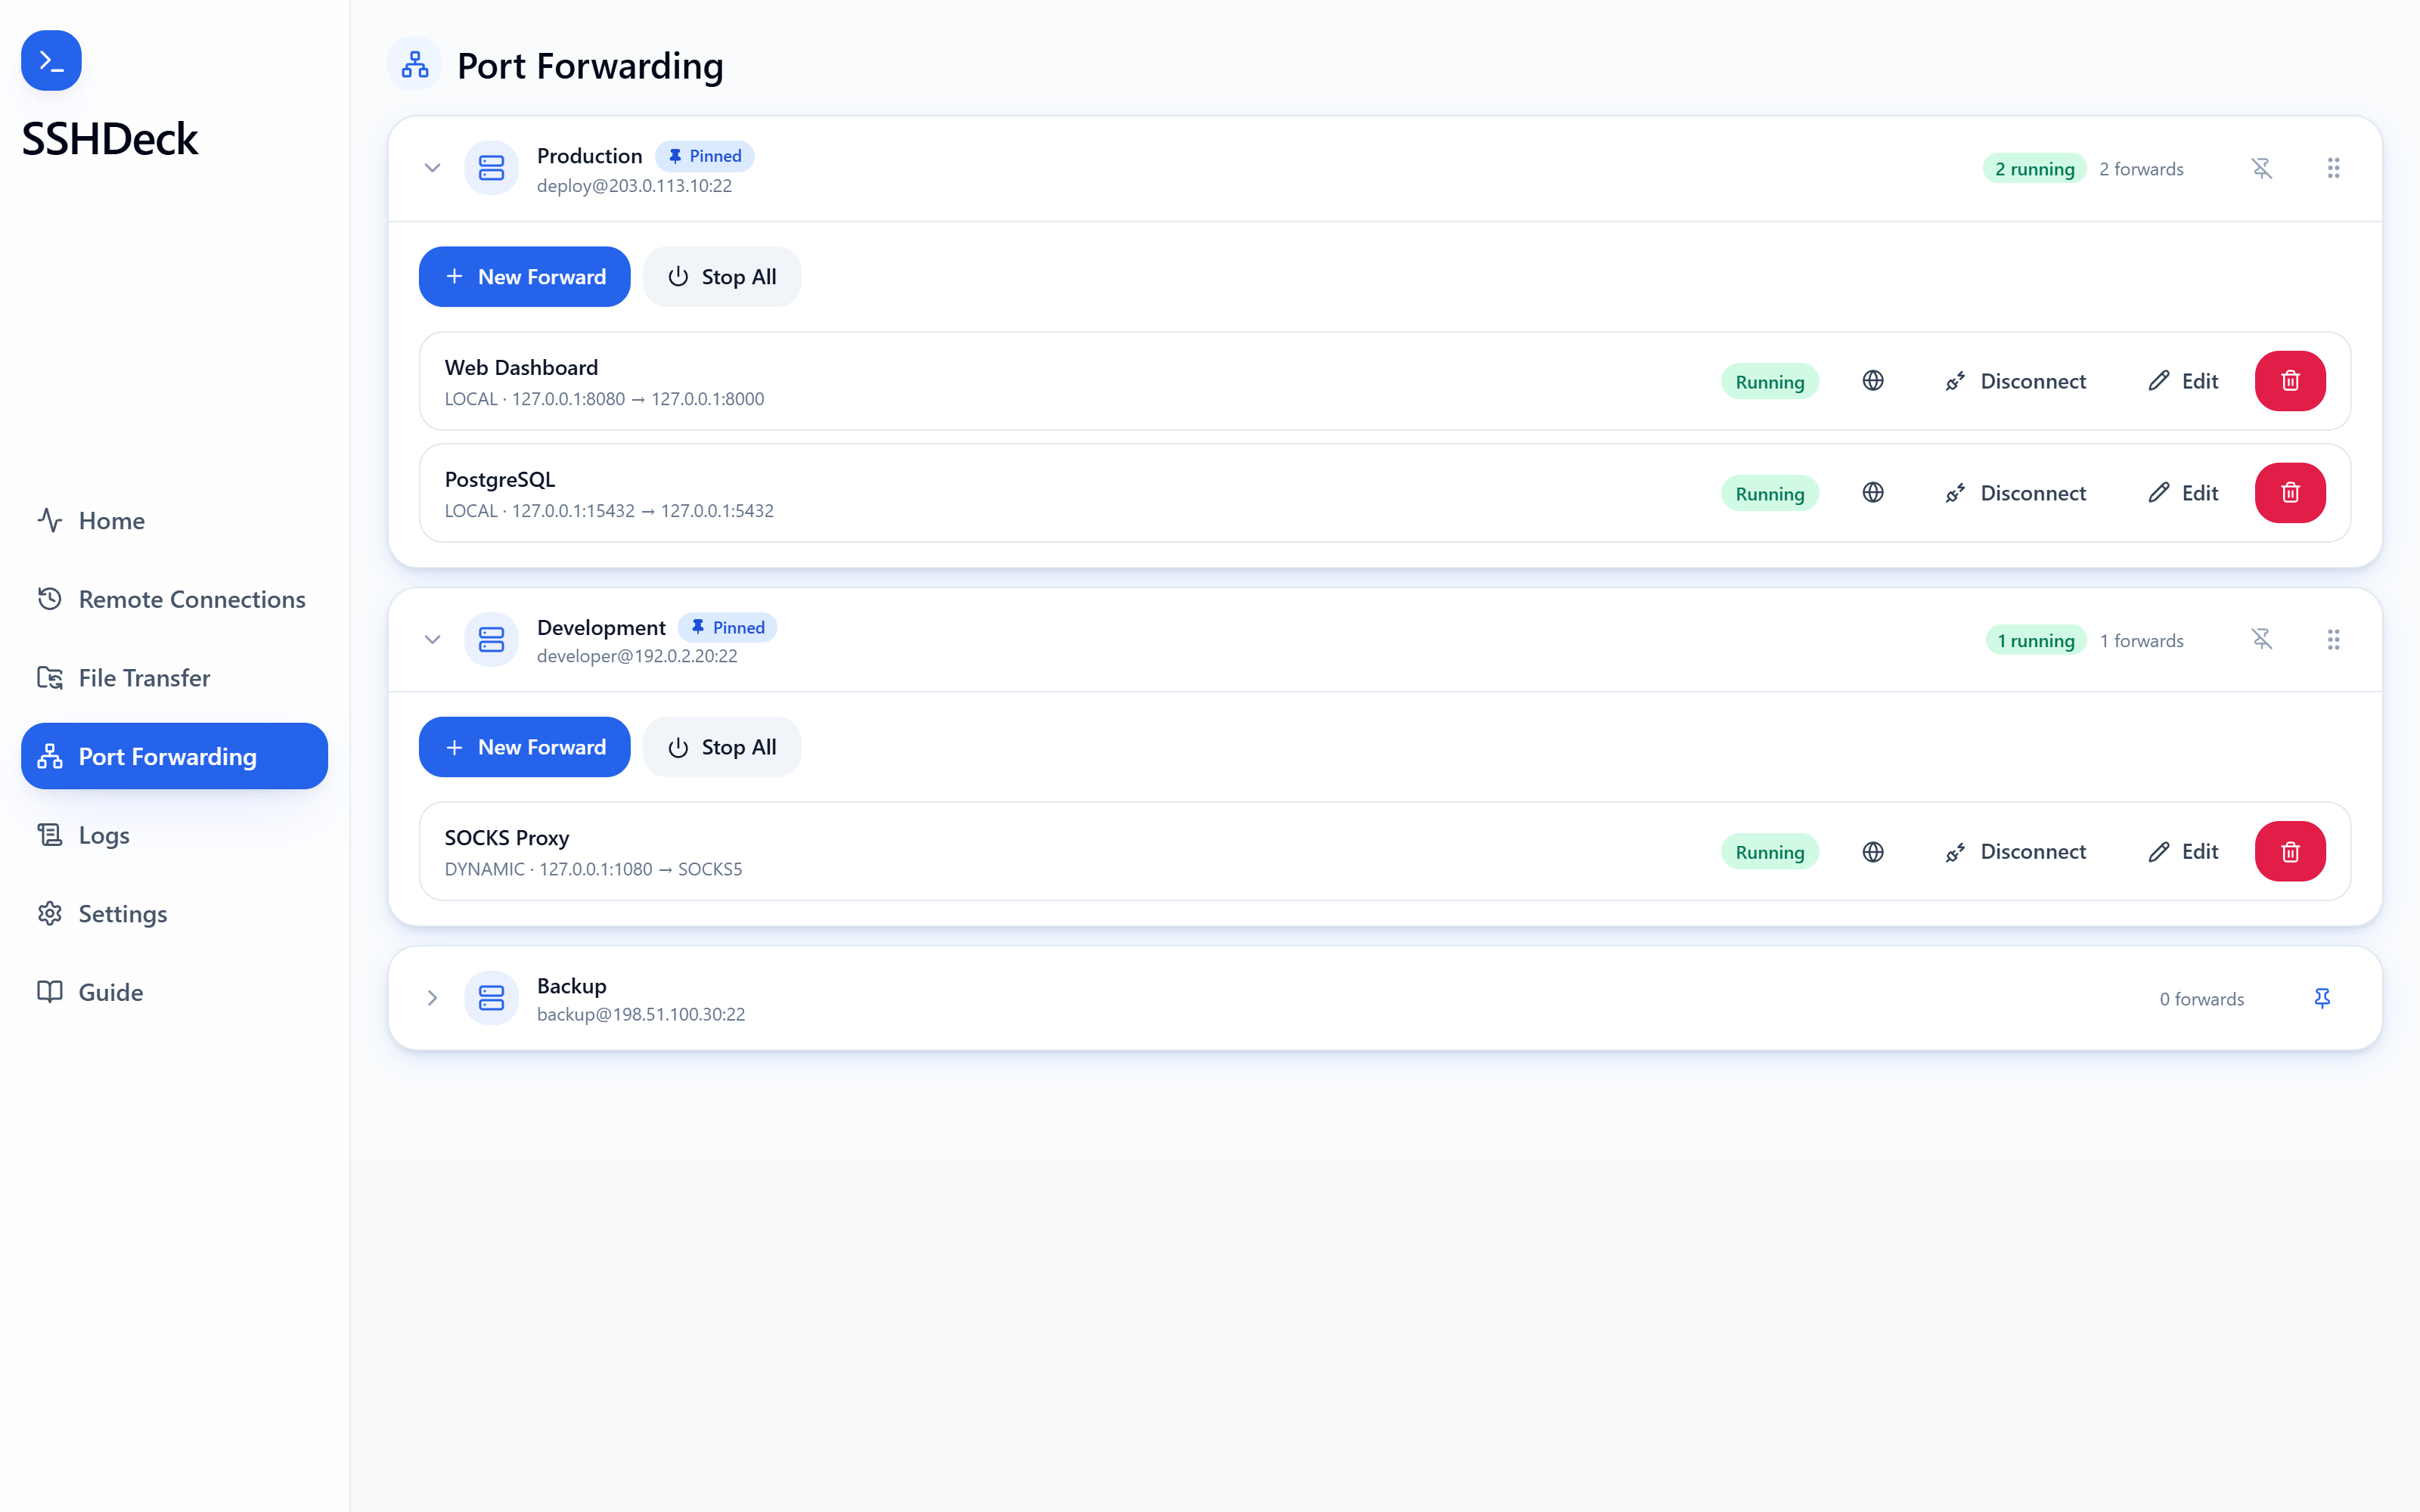 SSHDeck
Home
Remote Connections
File Transfer
Port Forwarding
Logs
Settings
Guide
Port Forwarding
Production Pinned
deploy@203.0.113.10:22
2 running 2 forwards
New Forward Stop All
Web Dashboard
LOCAL · 127.0.0.1:8080 → 127.0.0.1:8000
Running Disconnect Edit
PostgreSQL
LOCAL · 127.0.0.1:15432 → 127.0.0.1:5432
Running Disconnect Edit
Development Pinned
developer@192.0.2.20:22
1 running 1 forwards
New Forward Stop All
SOCKS Proxy
DYNAMIC · 127.0.0.1:1080 → SOCKS5
Running Disconnect Edit
Backup
backup@198.51.100.30:22
0 forwards